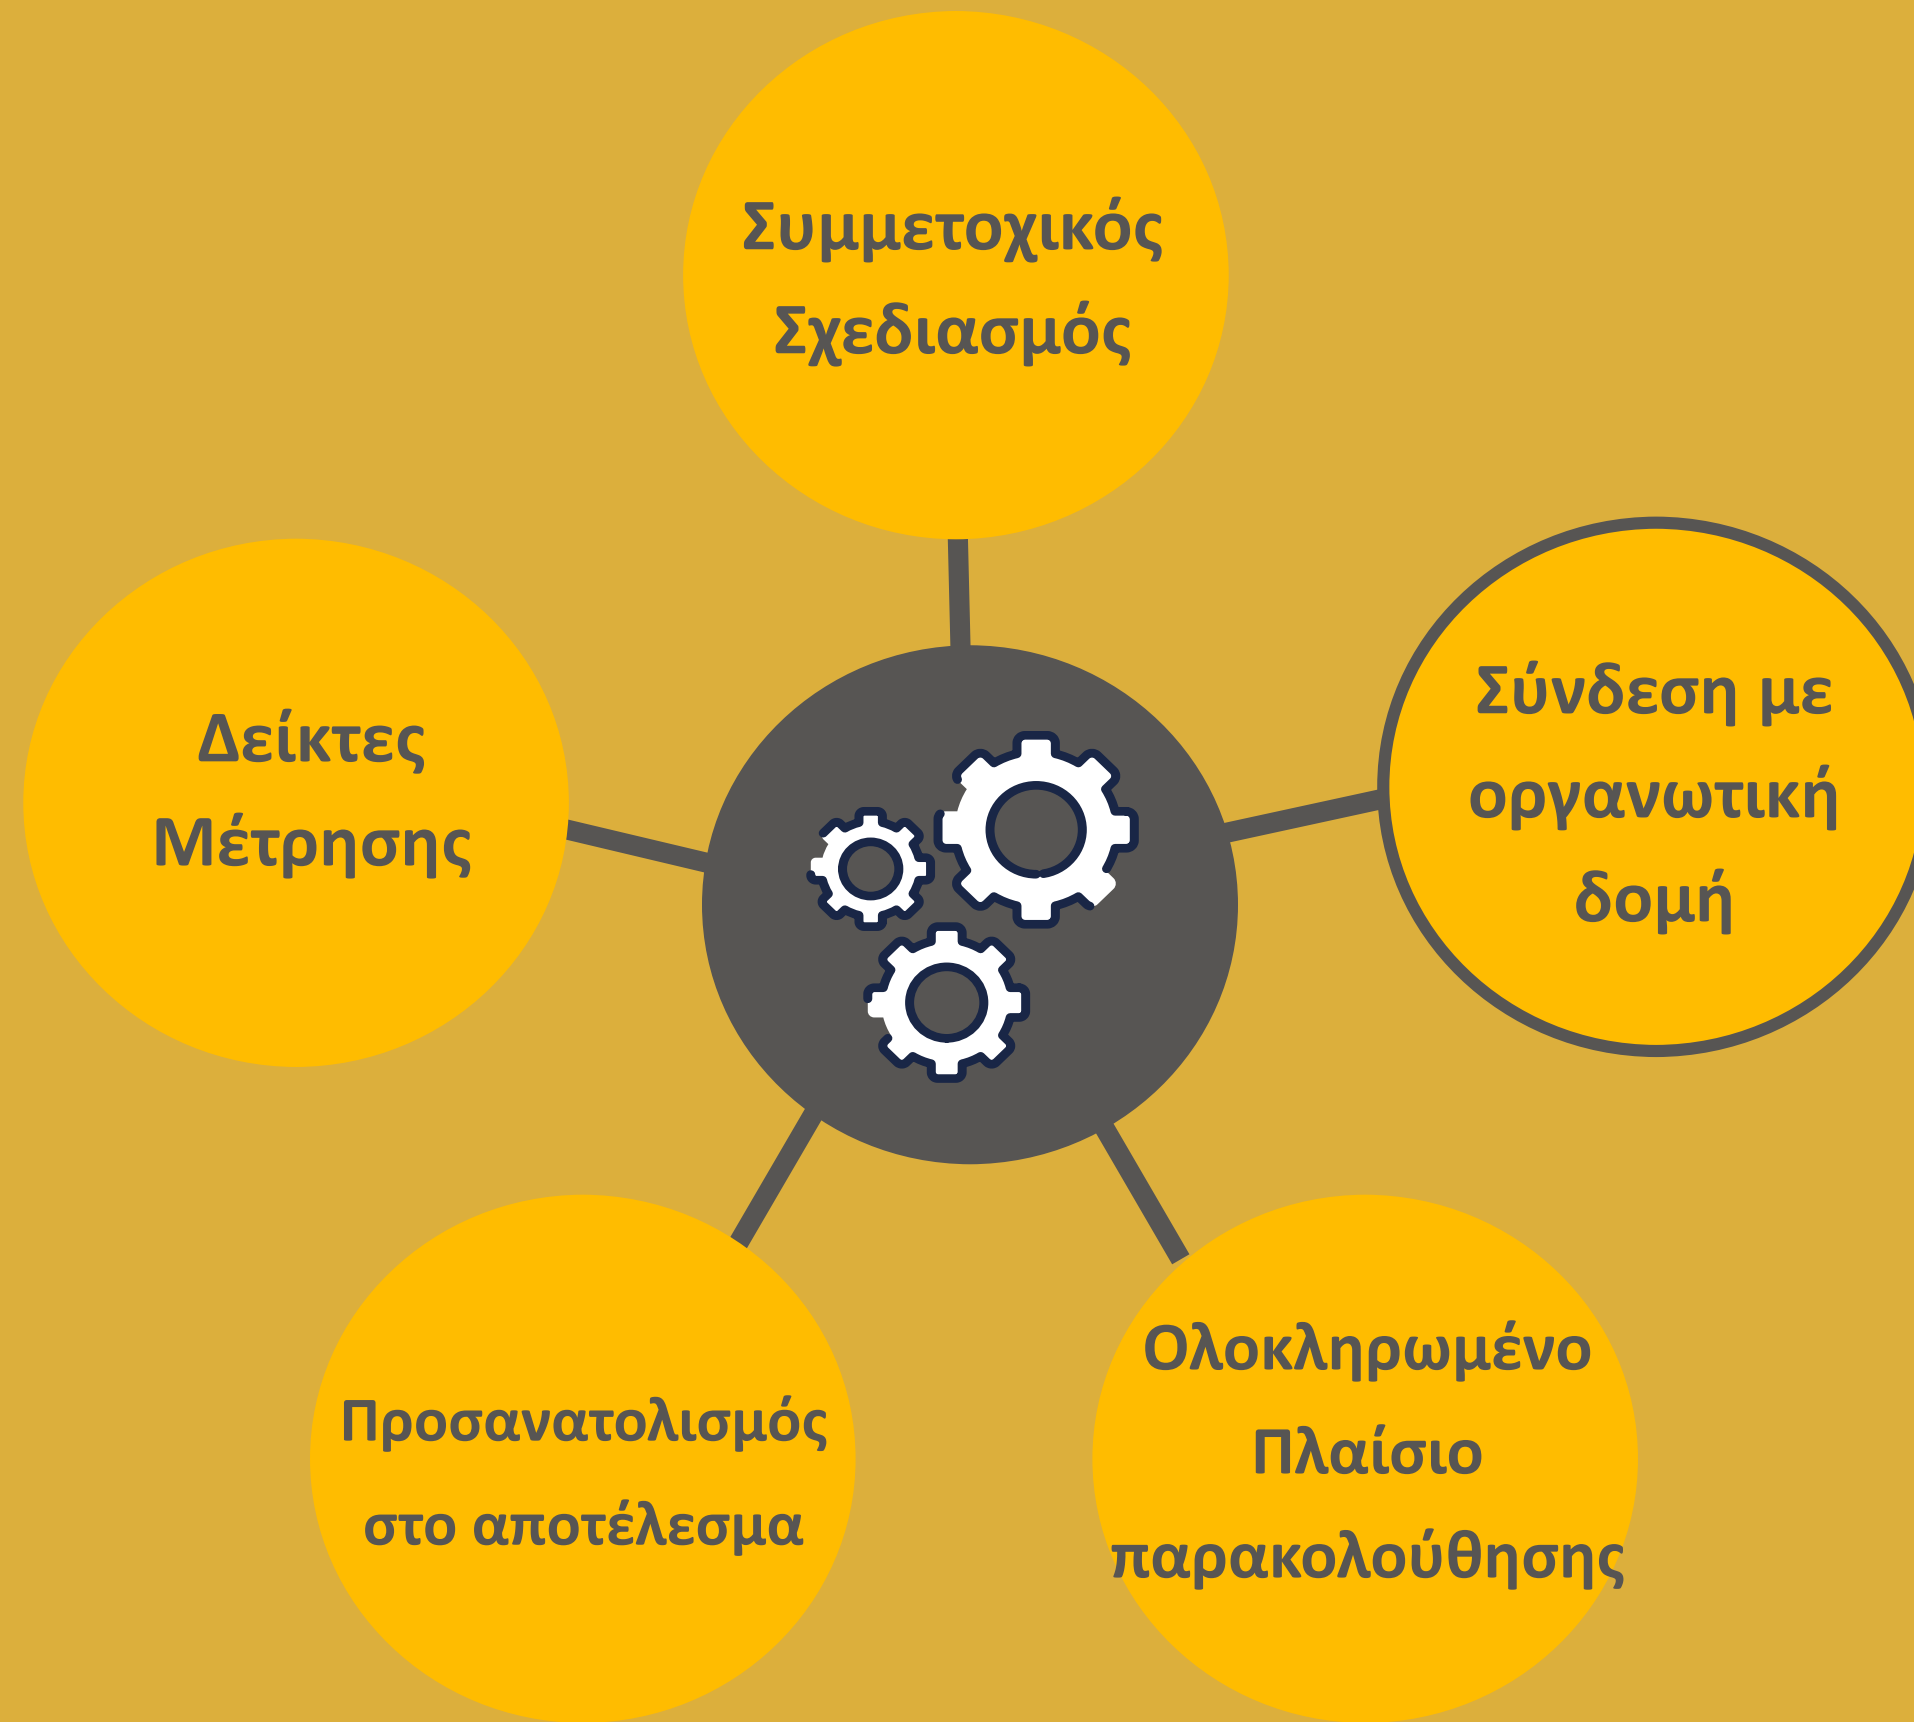 Συμμετοχικός
Σχεδιασμός
Σύνδεση με
οργανωτική
δομή
Δείκτες
Μέτρησης
Ολοκληρωμένο
Πλαίσιο
παρακολούθησης
Προσανατολισμός
στο αποτέλεσμα